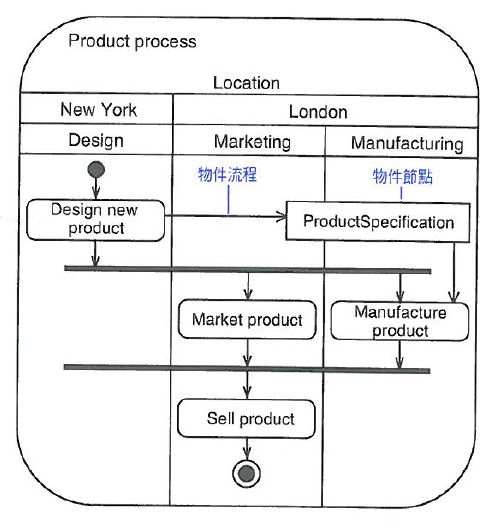 Product process
Location
New York
London
Design
Marketing
Manufacturing
物件流程
物件節點
Design new
product
ProductSpecification
Market product
Manufacture
product
Sell product